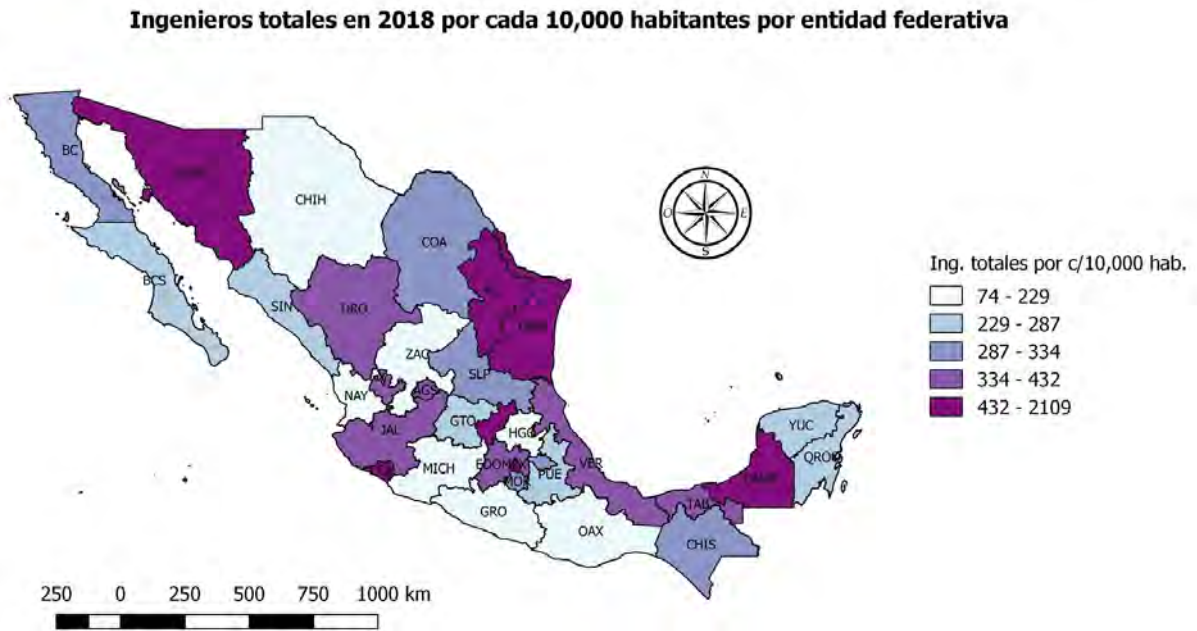 Ingenieros totales en 2018 por cada 10,000 habitantes por entidad federativa
BC
CHIH
N
O
E
S
COA
BCS
SIN
DRO
ZAC
SLP
NAY
AGS
JAL
GTO
HGO
MICH
EDOMEX
MOR
PUE
VER
GRO
OAX
TAB
CHIS
YUC
QROO
CAMP
Ing. totales por c/10,000 hab.
74 - 229
229 - 287
287 - 334
334 - 432
432 - 2109
250 0 250 500 750 1000 km